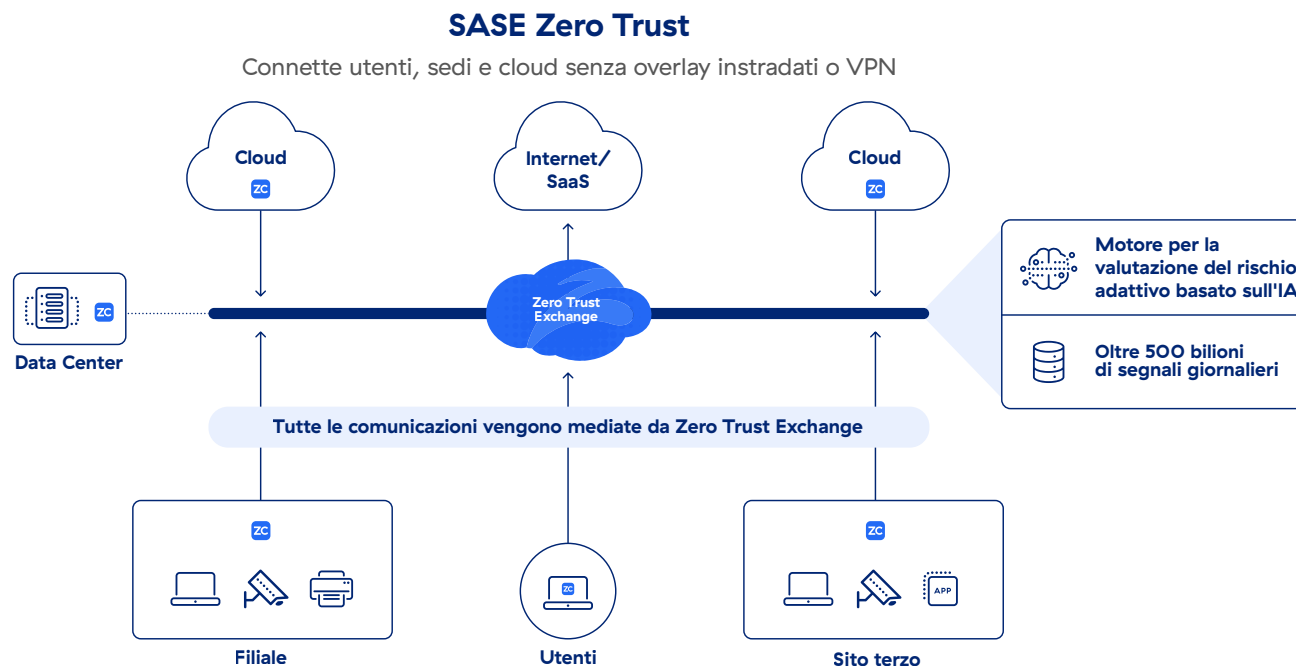 SASE Zero Trust
Connette utenti, sedi e cloud senza overlay instradati o VPN
Cloud
ZC
Internet/
SaaS
Cloud
ZC
Motore per la
valutazione del rischio
adattivo basato sull'IA
Zero Trust
Exchange
ZC
Data Center
Oltre 500 bilioni
di segnali giornalieri
Tutte le comunicazioni vengono mediate da Zero Trust Exchange
ZC
ZC
ZC
APP
Filiale
Utenti
Sito terzo